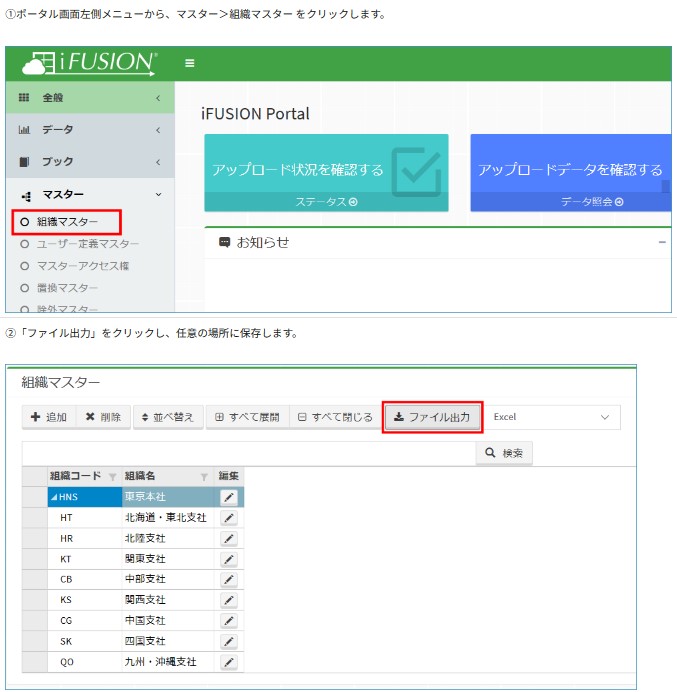 ①ポータル画面左側メニューから、マスター＞組織マスター をクリックします。
iFUSION®
全般
データ
ブック
マスター
組織マスター
ユーザー定義マスター
マスターアクセス権
置換マスター
除外マスター
iFUSION Portal
アップロード状況を確認する
ステータス
アップロードデータを確認する
データ照会
お知らせ
②「ファイル出力」をクリックし、任意の場所に保存します。
組織マスター
追加 削除 並べ替え すべて展開 すべて閉じる ファイル出力 Excel
検索
組織コード 組織名 編集
HNS 東京本社
HT 北海道・東北支社
HR 北陸支社
KT 関東支社
CB 中部支社
KS 関西支社
CG 中国支社
SK 四国支社
QO 九州・沖縄支社